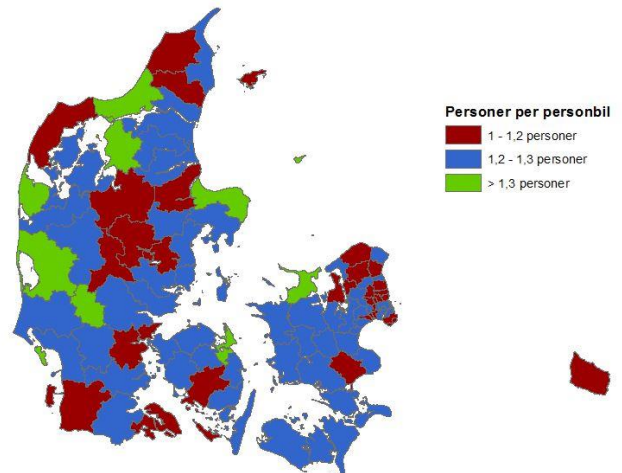 Personer per personbil
1 - 1,2 personer
1,2 - 1,3 personer
> 1,3 personer